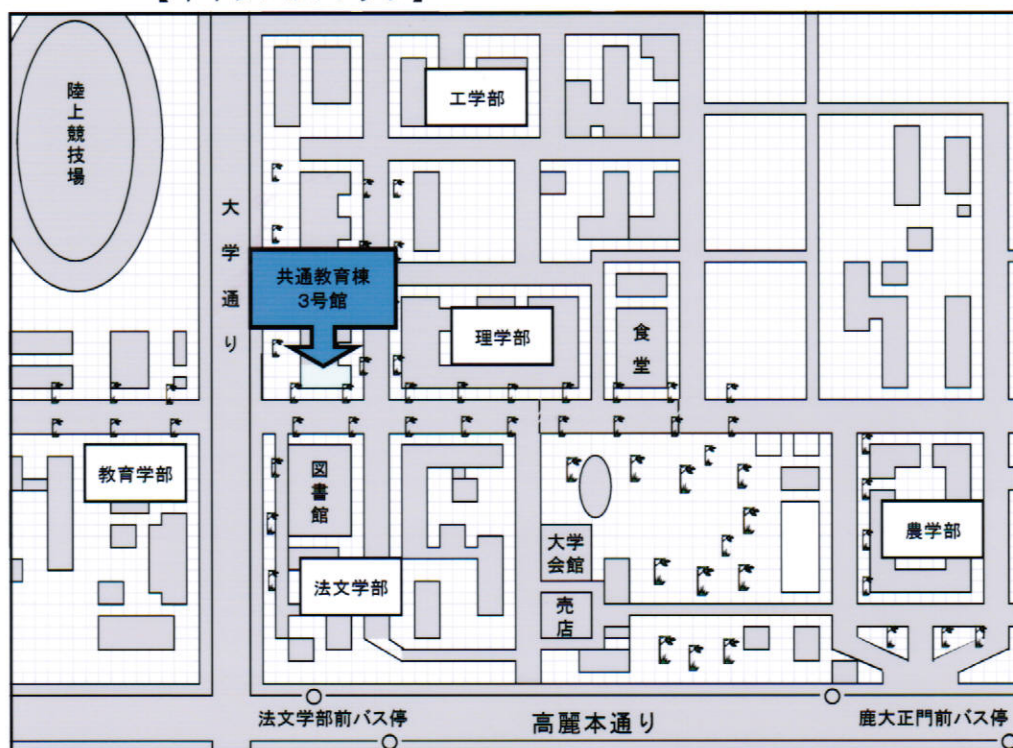 工学部
陸上競技場
大学通り
共通教育棟
3号館
理学部
食堂
教育学部
図書館
大学
会館
農学部
法文学部
売店
法文学部前バス停
高麗本通り
鹿大正門前バス停